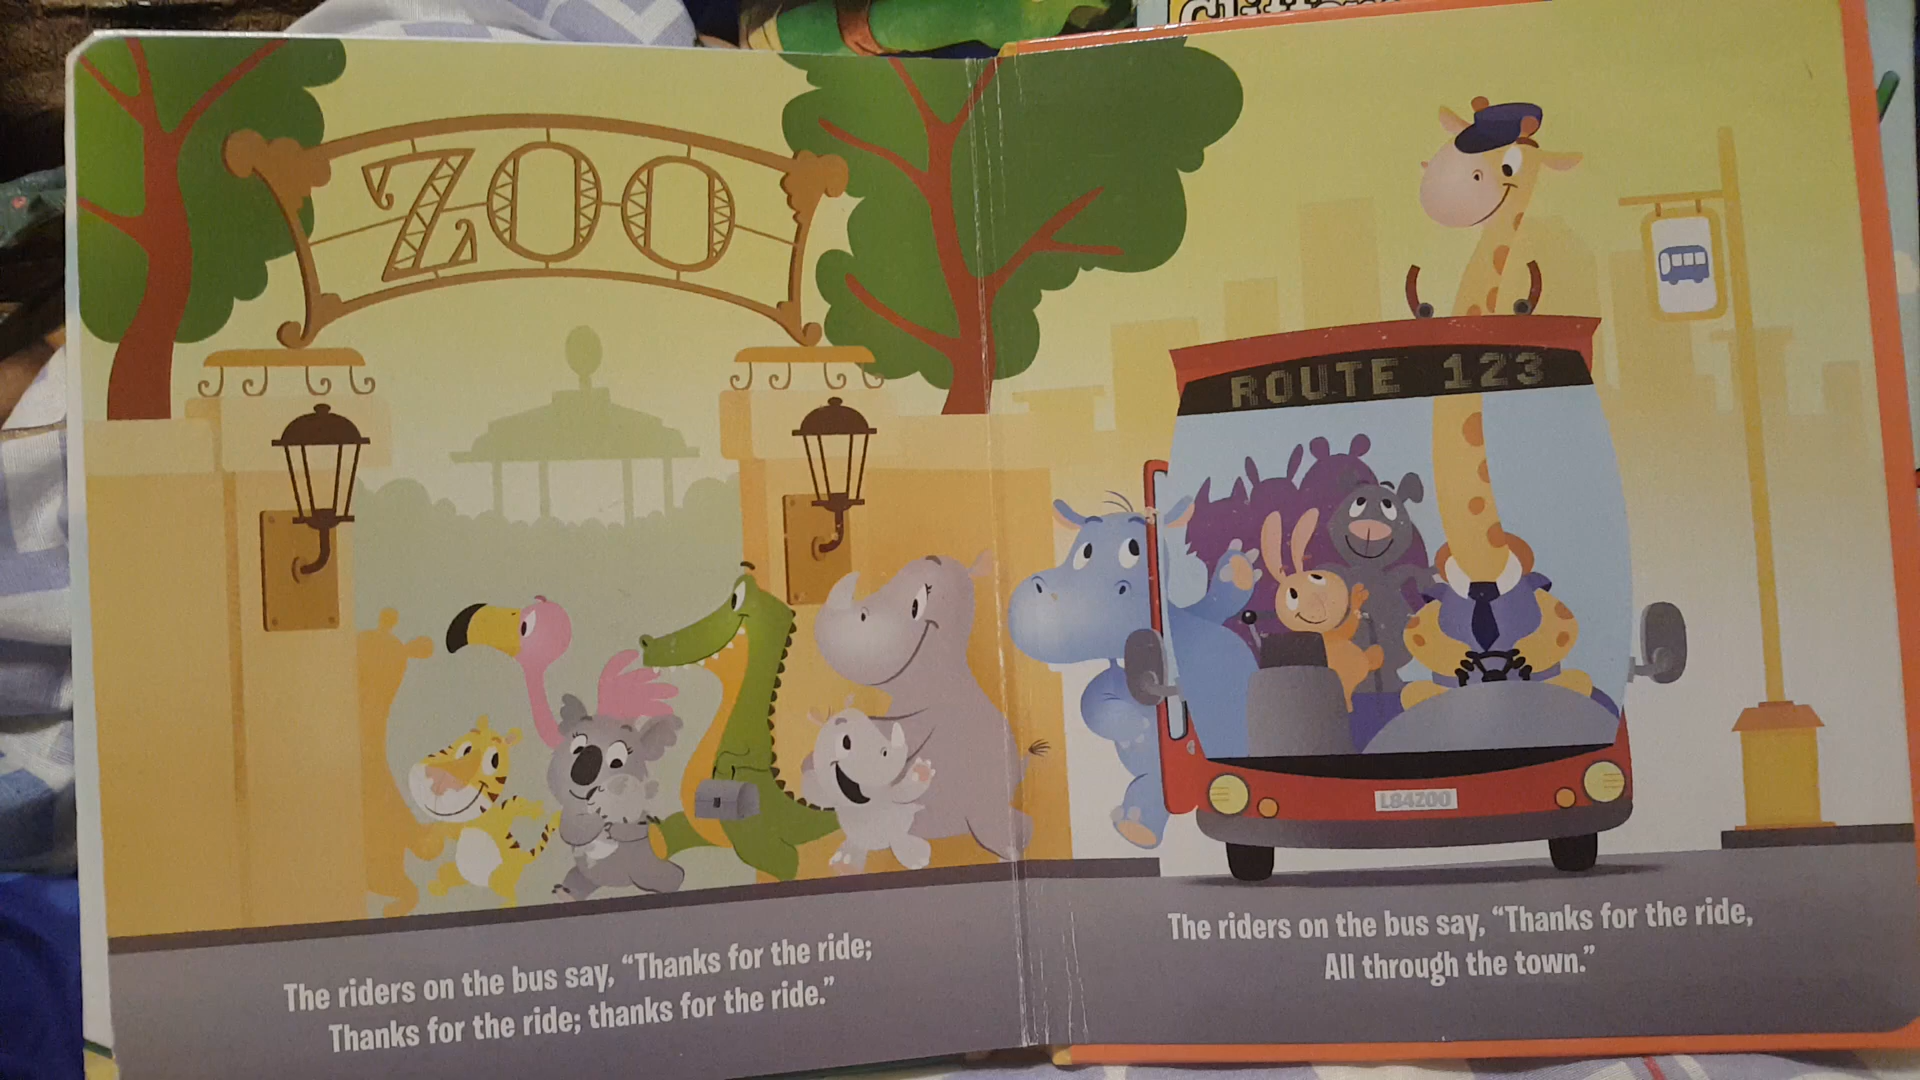 ZOO
The riders on the bus say, “Thanks for the ride;
Thanks for the ride; thanks for the ride.”
ROUTE 123
L84ZOO
The riders on the bus say, “Thanks for the ride,
All through the town.”